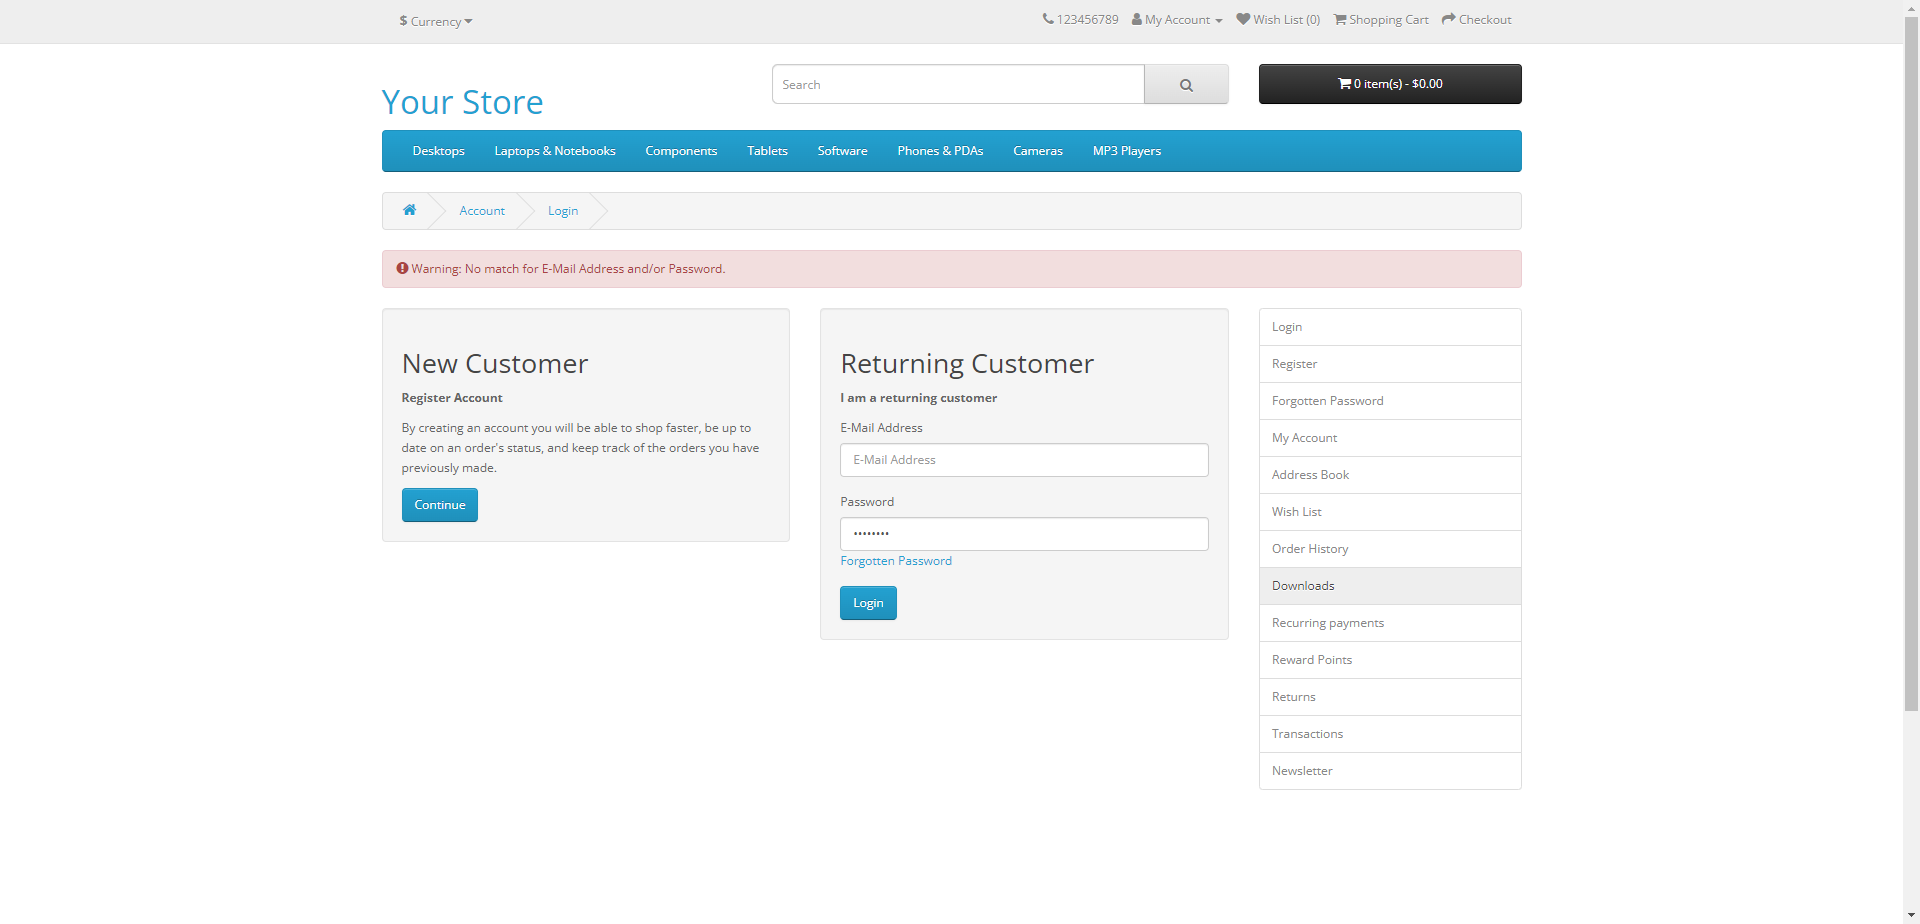 $ Currency
123456789 My Account Wish List (0) Shopping Cart Checkout
Your Store
Search
0 item(s) - $0.00
Desktops Laptops & Notebooks Components Tablets Software Phones & PDAs Cameras MP3 Players
Account Login
Warning: No match for E-Mail Address and/or Password.
New Customer
Register Account
By creating an account you will be able to shop faster, be up to
date on an order's status, and keep track of the orders you have
previously made.
Continue
Returning Customer
I am a returning customer
E-Mail Address
E-Mail Address
Password
••••••••
Forgotten Password
Login
Login
Register
Forgotten Password
My Account
Address Book
Wish List
Order History
Downloads
Recurring payments
Reward Points
Returns
Transactions
Newsletter